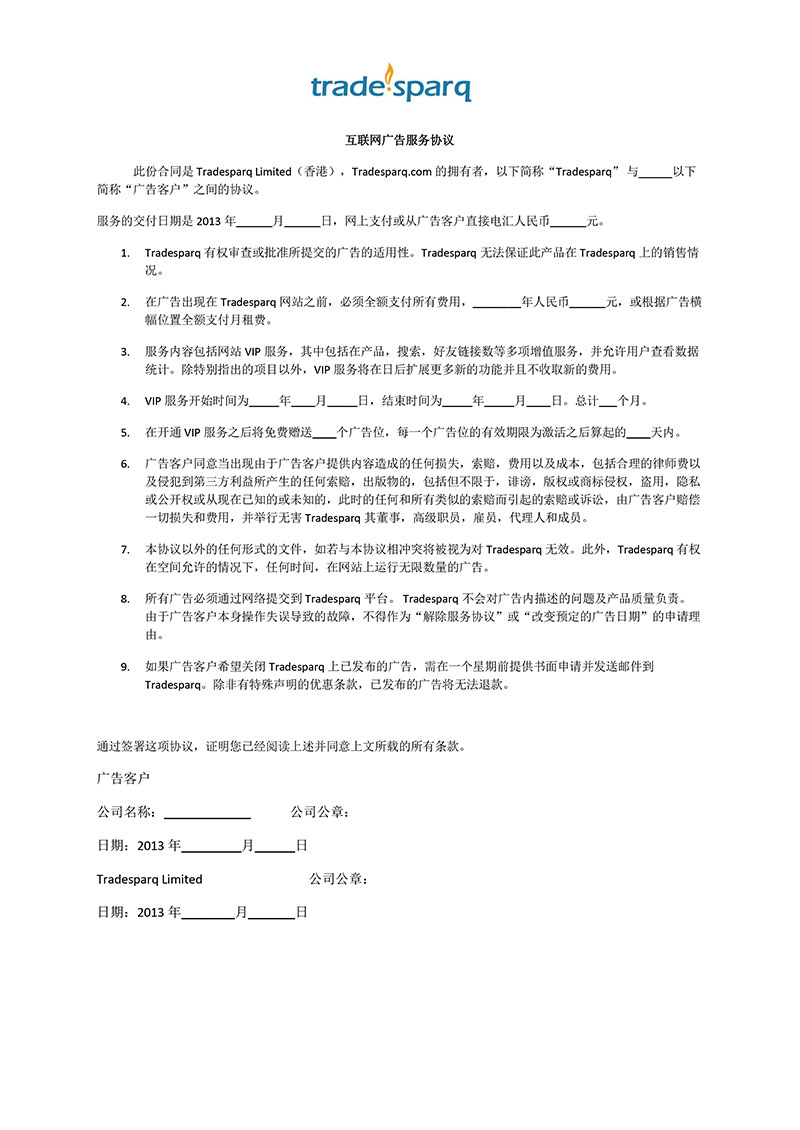 tradesparq
互联网广告服务协议
此份合同是 Tradesparq Limited（香港），Tradesparq.com 的拥有者，以下简称“Tradesparq” 与_____以下
简称“广告客户”之间的协议。
服务的交付日期是 2013 年______月______日，网上支付或从广告客户直接电汇人民币______元。
1. Tradesparq 有权审查或批准所提交的广告的适用性。Tradesparq 无法保证此产品在 Tradesparq 上的销售情
况。
2. 在广告出现在 Tradesparq 网站之前，必须全额支付所有费用，________年人民币______元，或根据广告横
幅位置全额支付月租费。
3. 服务内容包括网站 VIP 服务，其中包括在产品，搜索，好友链接数等多项增值服务，并允许用户查看数据
统计。除特别指出的项目以外，VIP 服务将在日后扩展更多新的功能并且不收取新的费用。
4. VIP 服务开始时间为_____年____月_____日，结束时间为_____年_____月____日。总计___个月。
5. 在开通 VIP 服务之后将免费赠送____个广告位，每一个广告位的有效期限为激活之后算起的____天内。
6. 广告客户同意当出现由于广告客户提供内容造成的任何损失，索赔，费用以及成本，包括合理的律师费以
及侵犯到第三方利益所产生的任何索赔，出版物的，包括但不限于，诽谤，版权或商标侵权，盗用，隐私
或公开权或从现在已知的或未知的，此时的任何和所有类似的索赔而引起的索赔或诉讼，由广告客户赔偿
一切损失和费用，并举行无害 Tradesparq 其董事，高级职员，雇员，代理人和成员。
7. 本协议以外的任何形式的文件，如若与本协议相冲突将被视为对 Tradesparq 无效。此外，Tradesparq 有权
在空间允许的情况下，任何时间，在网站上运行无限数量的广告。
8. 所有广告必须通过网络提交到 Tradesparq 平台。 Tradesparq 不会对广告内描述的问题及产品质量负责。
由于广告客户本身操作失误导致的故障，不得作为“解除服务协议”或“改变预定的广告日期”的申请理
由。
9. 如果广告客户希望关闭 Tradesparq 上已发布的广告，需在一个星期前提供书面申请并发送邮件到
Tradesparq。除非有特殊声明的优惠条款，已发布的广告将无法退款。
通过签署这项协议，证明您已经阅读上述并同意上文所载的所有条款。
广告客户
公司名称：_____________ 公司公章：
日期：2013 年_________月______日
Tradesparq Limited 公司公章：
日期：2013 年________月_______日